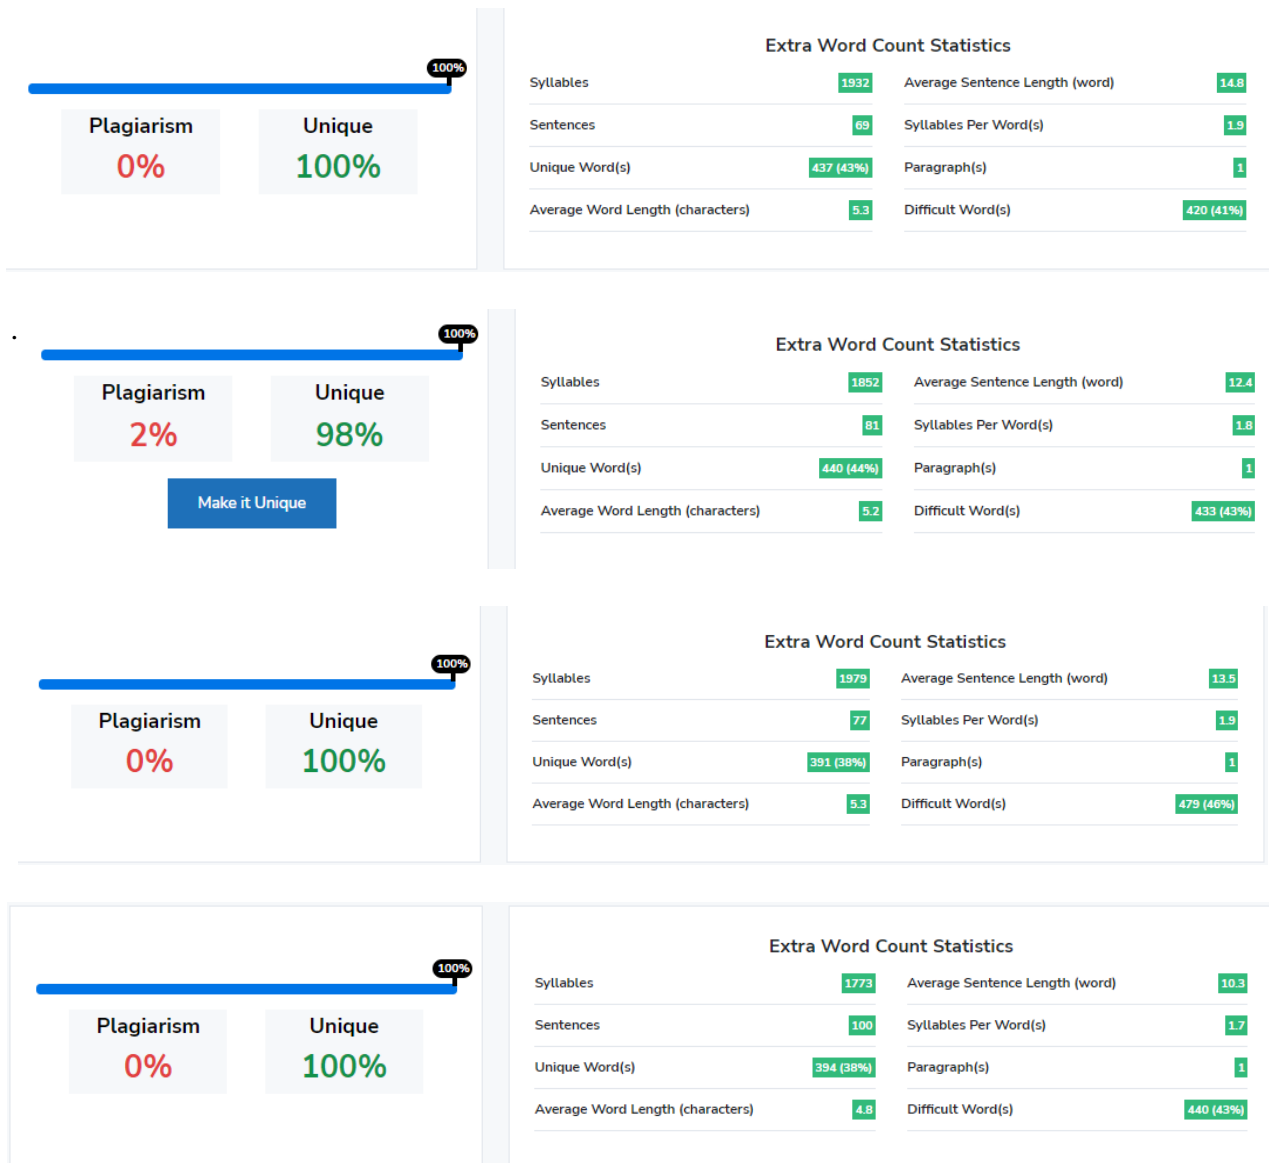 100%
Plagiarism Unique
0% 100%
Extra Word Count Statistics
Syllables 1932 Average Sentence Length (word) 14.8
Sentences 69 Syllables Per Word(s) 1.9
Unique Word(s) 437 (43%) Paragraph(s) 1
Average Word Length (characters) 5.3 Difficult Word(s) 420 (41%)
.
100%
Plagiarism Unique
2% 98%
Make it Unique
Extra Word Count Statistics
Syllables 1852 Average Sentence Length (word) 12.4
Sentences 81 Syllables Per Word(s) 1.8
Unique Word(s) 440 (44%) Paragraph(s) 1
Average Word Length (characters) 5.2 Difficult Word(s) 433 (43%)
100%
Plagiarism Unique
0% 100%
Extra Word Count Statistics
Syllables 1979 Average Sentence Length (word) 13.5
Sentences 77 Syllables Per Word(s) 1.9
Unique Word(s) 391 (38%) Paragraph(s) 1
Average Word Length (characters) 5.3 Difficult Word(s) 479 (46%)
100%
Plagiarism Unique
0% 100%
Extra Word Count Statistics
Syllables 1773 Average Sentence Length (word) 10.3
Sentences 100 Syllables Per Word(s) 1.7
Unique Word(s) 394 (38%) Paragraph(s) 1
Average Word Length (characters) 4.8 Difficult Word(s) 440 (43%)